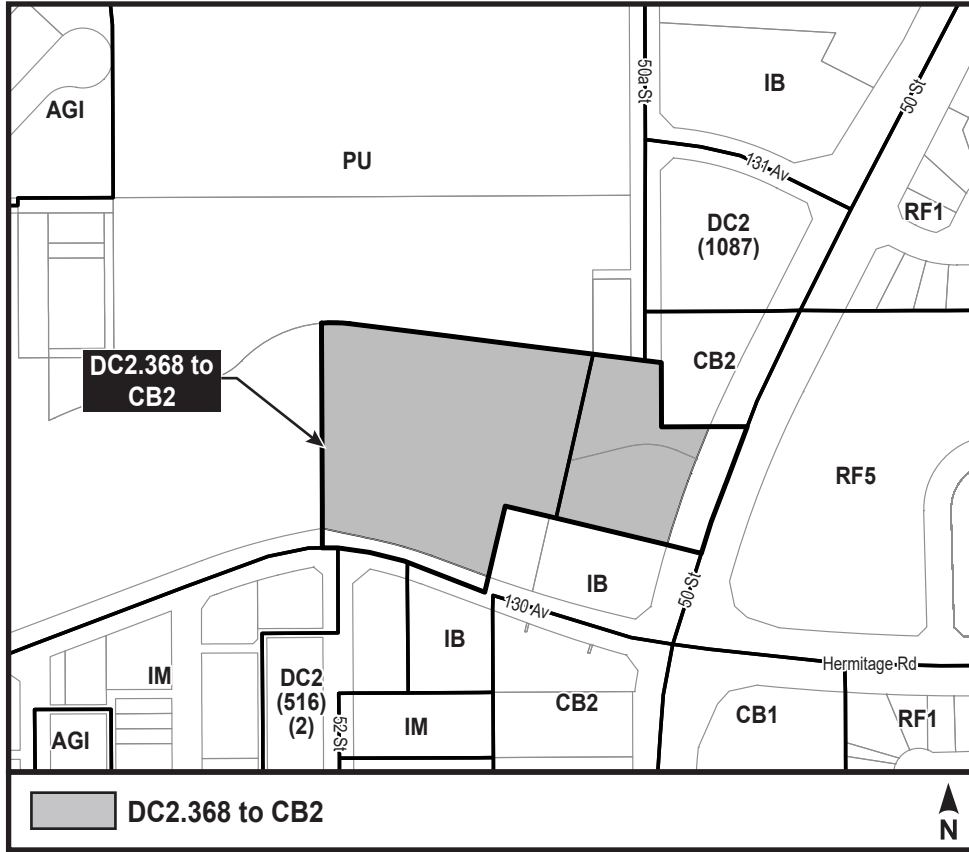 AGI
PU
50a St
IB
50 St
131 Av
RF1
DC2
(1087)
DC2.368 to
CB2
CB2
RF5
IB
50 St
130 Av
IB
IM
DC2
(516)
(2)
52 St
IM
CB2
Hermitage Rd
CB1
RF1
AGI
DC2.368 to CB2
N